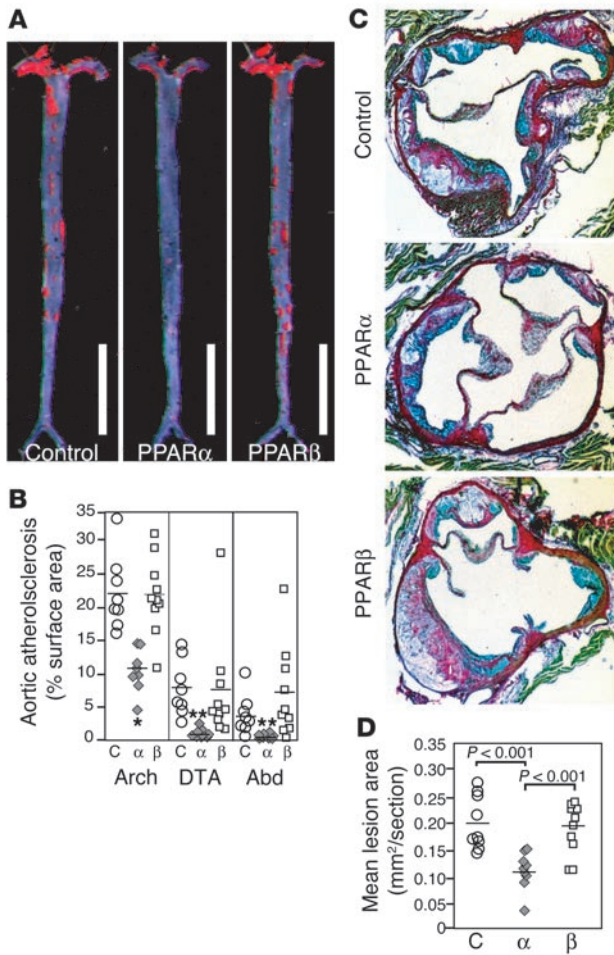 A
Control PPARα PPARβ
B
Aortic atherolsclerosis
(% surface area)
35
30
25
20
15
10
5
0
*
**
**
C α β C α β C α β
Arch DTA Abd
C
Control
PPARα
PPARβ
D
Mean lesion area
(mm²/section)
0.35
0.30
0.25
0.20
0.15
0.10
0.05
0
P < 0.001
P < 0.001
C α β